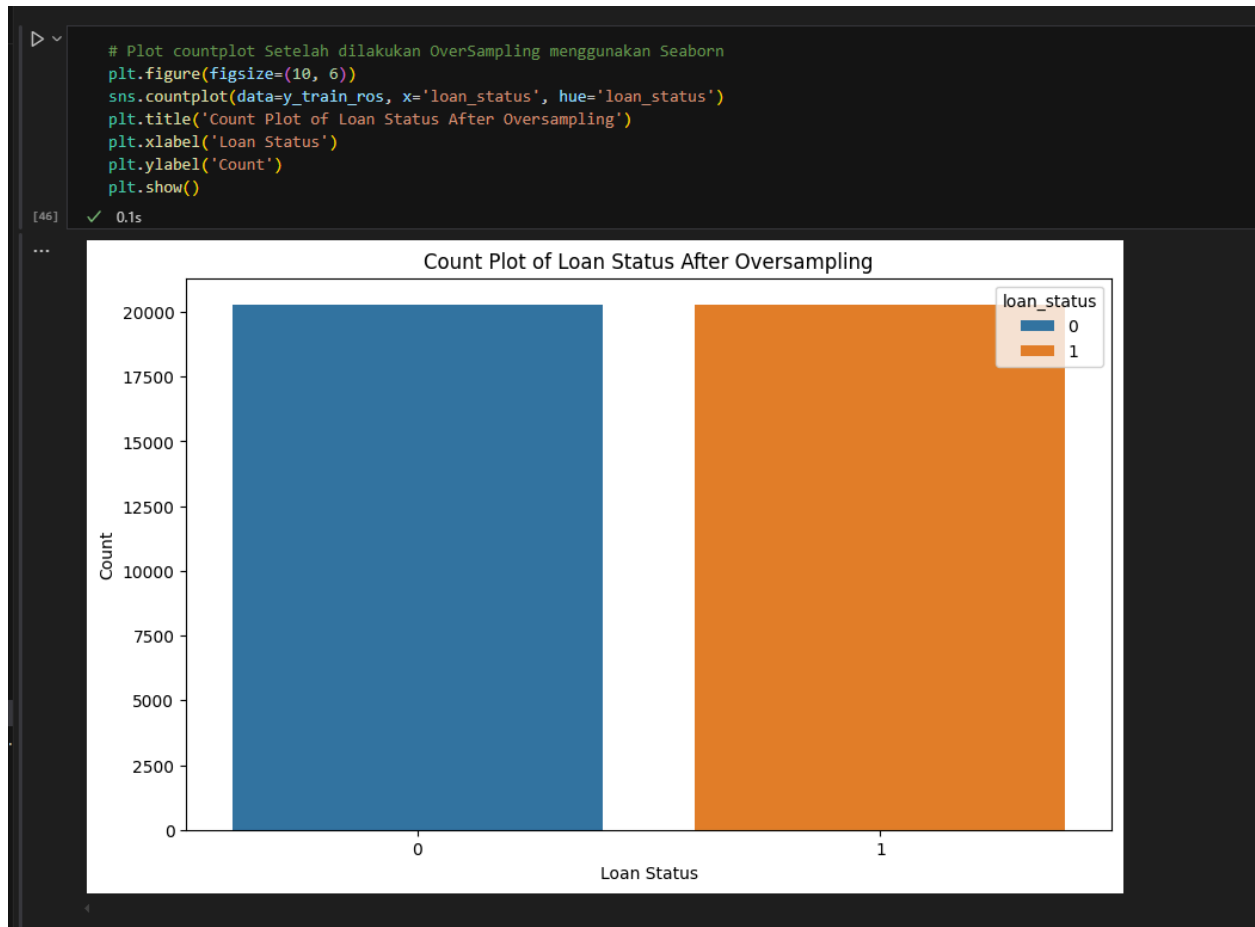 # Plot countplot Setelah dilakukan OverSampling menggunakan Seaborn
plt.figure(figsize=(10, 6))
sns.countplot(data=y_train_ros, x='loan_status', hue='loan_status')
plt.title('Count Plot of Loan Status After Oversampling')
plt.xlabel('Loan Status')
plt.ylabel('Count')
plt.show()
[46] 0.1s
...
Count Plot of Loan Status After Oversampling
loan_status
0
1
20000
17500
15000
12500
10000
7500
5000
2500
0
Count
0 1
Loan Status